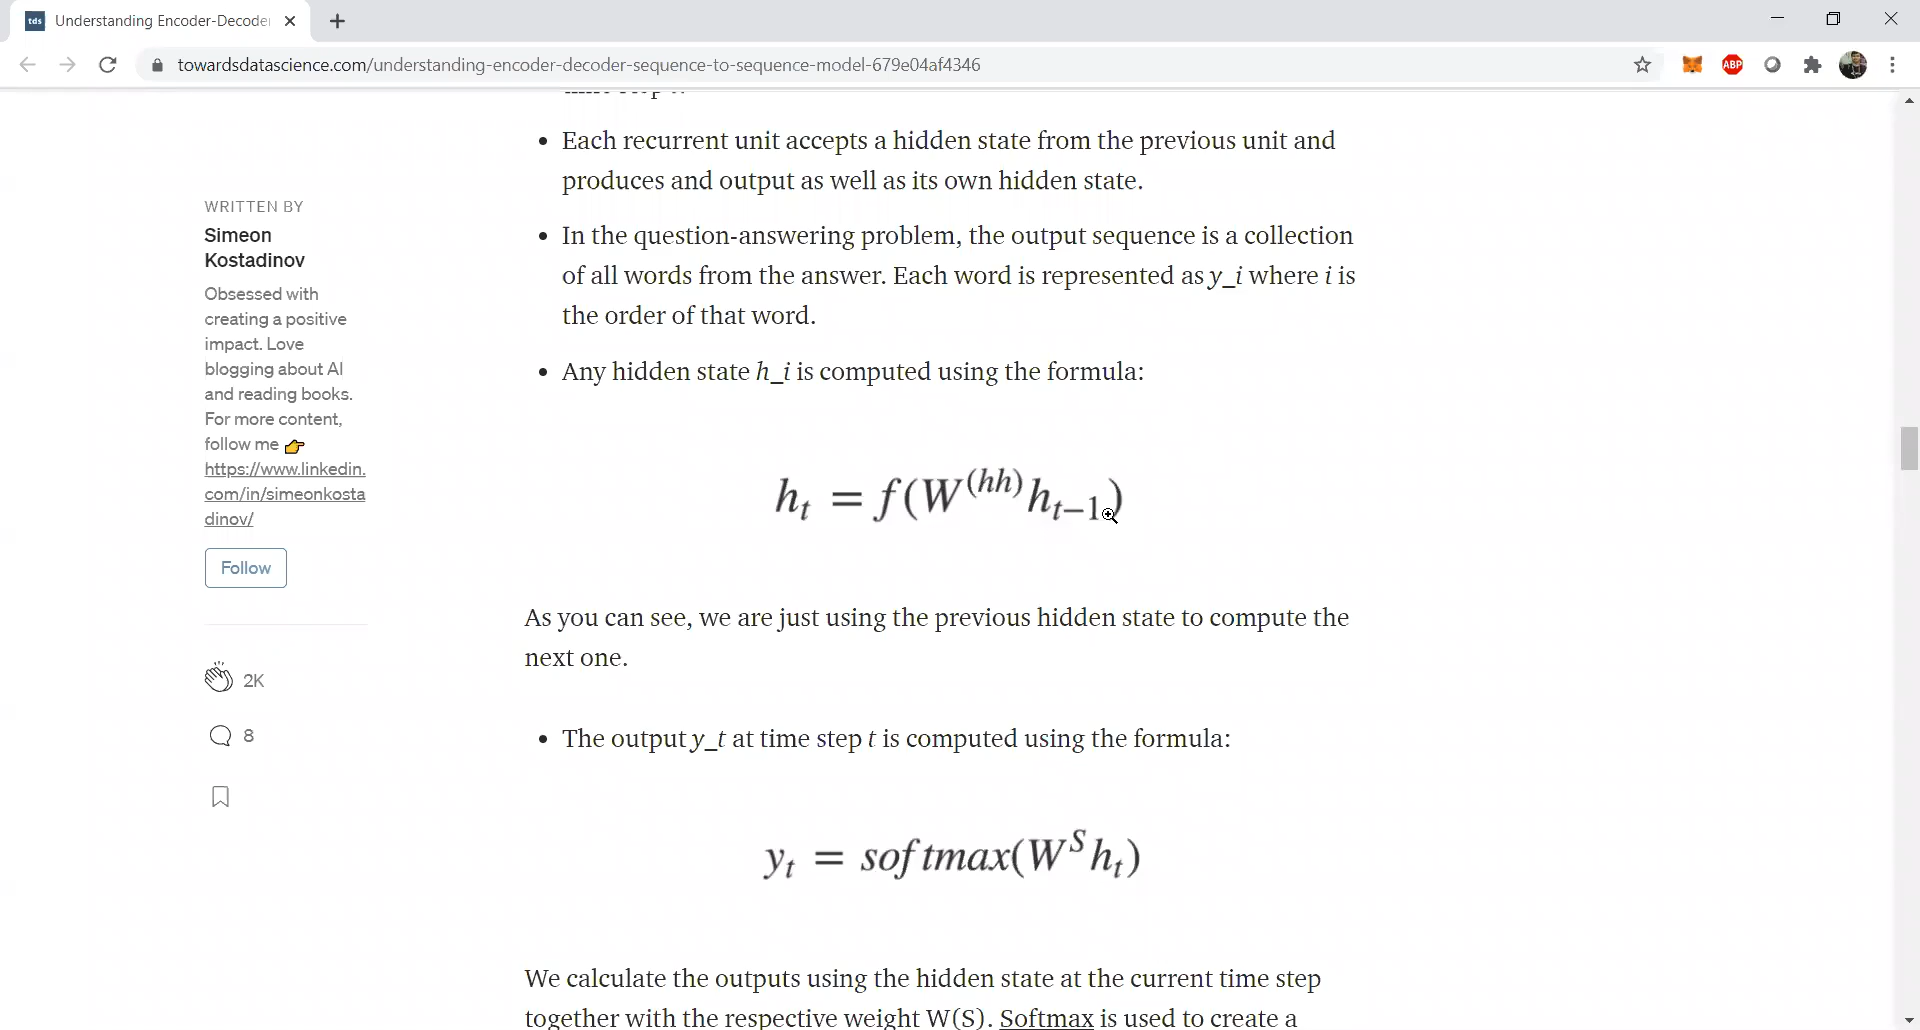 tds Understanding Encoder-Decode
towardsdatascience.com/understanding-encoder-decoder-sequence-to-sequence-model-679e04af4346
ABP
• Each recurrent unit accepts a hidden state from the previous unit and
produces and output as well as its own hidden state.
WRITTEN BY
Simeon
Kostadinov
Obsessed with
creating a positive
impact. Love
blogging about AI
and reading books.
For more content,
follow me 👉
https://www.linkedin.
com/in/simeonkosta
dinov/
Follow
2K
8
• In the question-answering problem, the output sequence is a collection
of all words from the answer. Each word is represented as y_i where i is
the order of that word.
• Any hidden state h_i is computed using the formula:
h_t = f(W^(hh) h_{t−1})
As you can see, we are just using the previous hidden state to compute the
next one.
• The output y_t at time step t is computed using the formula:
y_t = softmax(W^S h_t)
We calculate the outputs using the hidden state at the current time step
together with the respective weight W(S). Softmax is used to create a